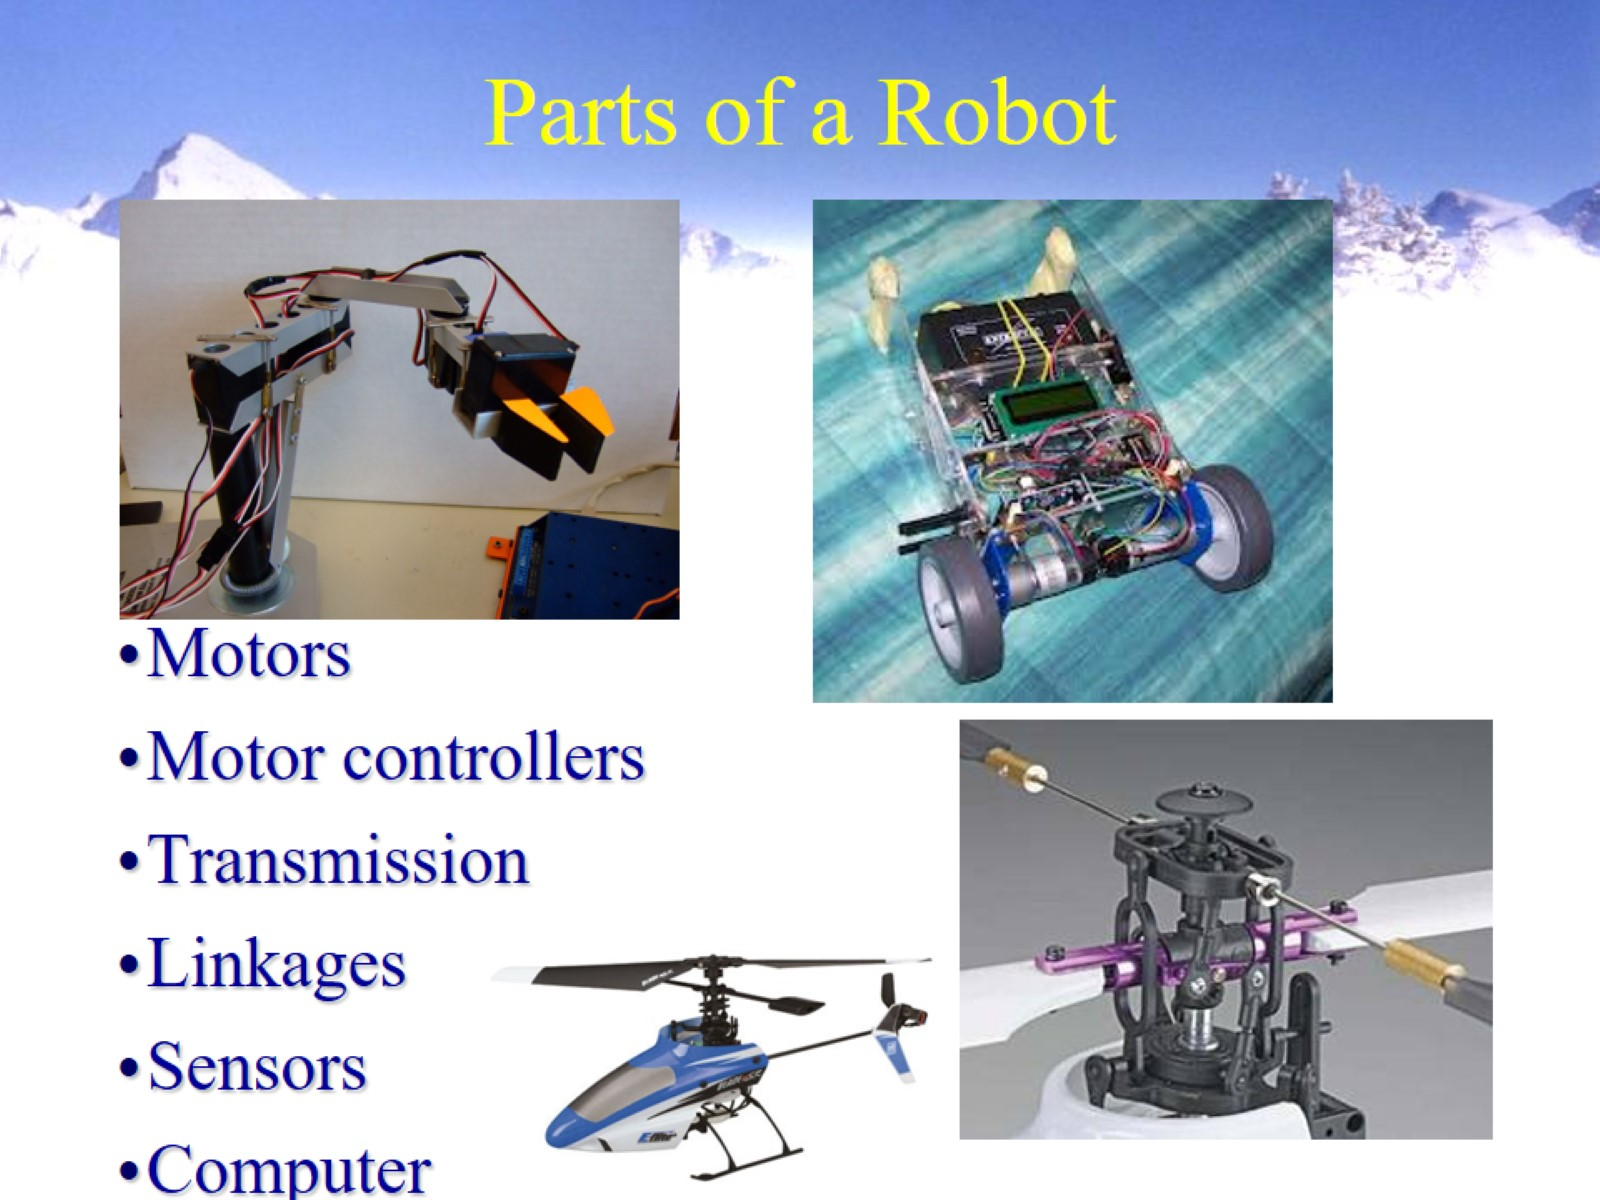 Parts of a Robot
•Motors
•Motor controllers
•Transmission
•Linkages
•Sensors
•Computer